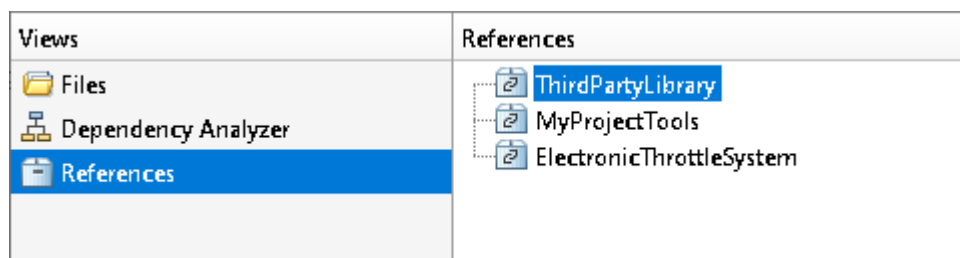 Views
Files
Dependency Analyzer
References
References
ThirdPartyLibrary
MyProjectTools
ElectronicThrottleSystem